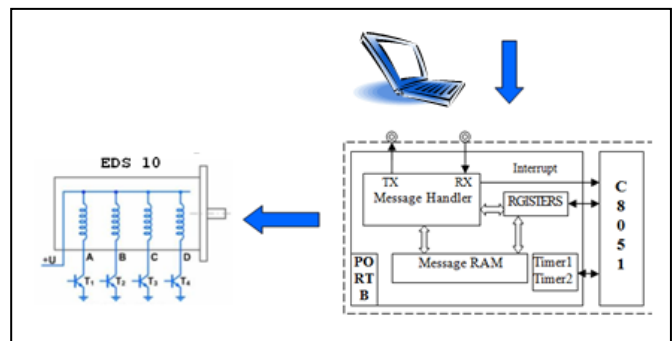 EDS 10
+U
A B C D
T1 T2 T3 T4
TX RX
Message Handler
Interrupt
RGISTERS
Message RAM
Timer1
Timer2
PO
RT
B
C
8
0
5
1